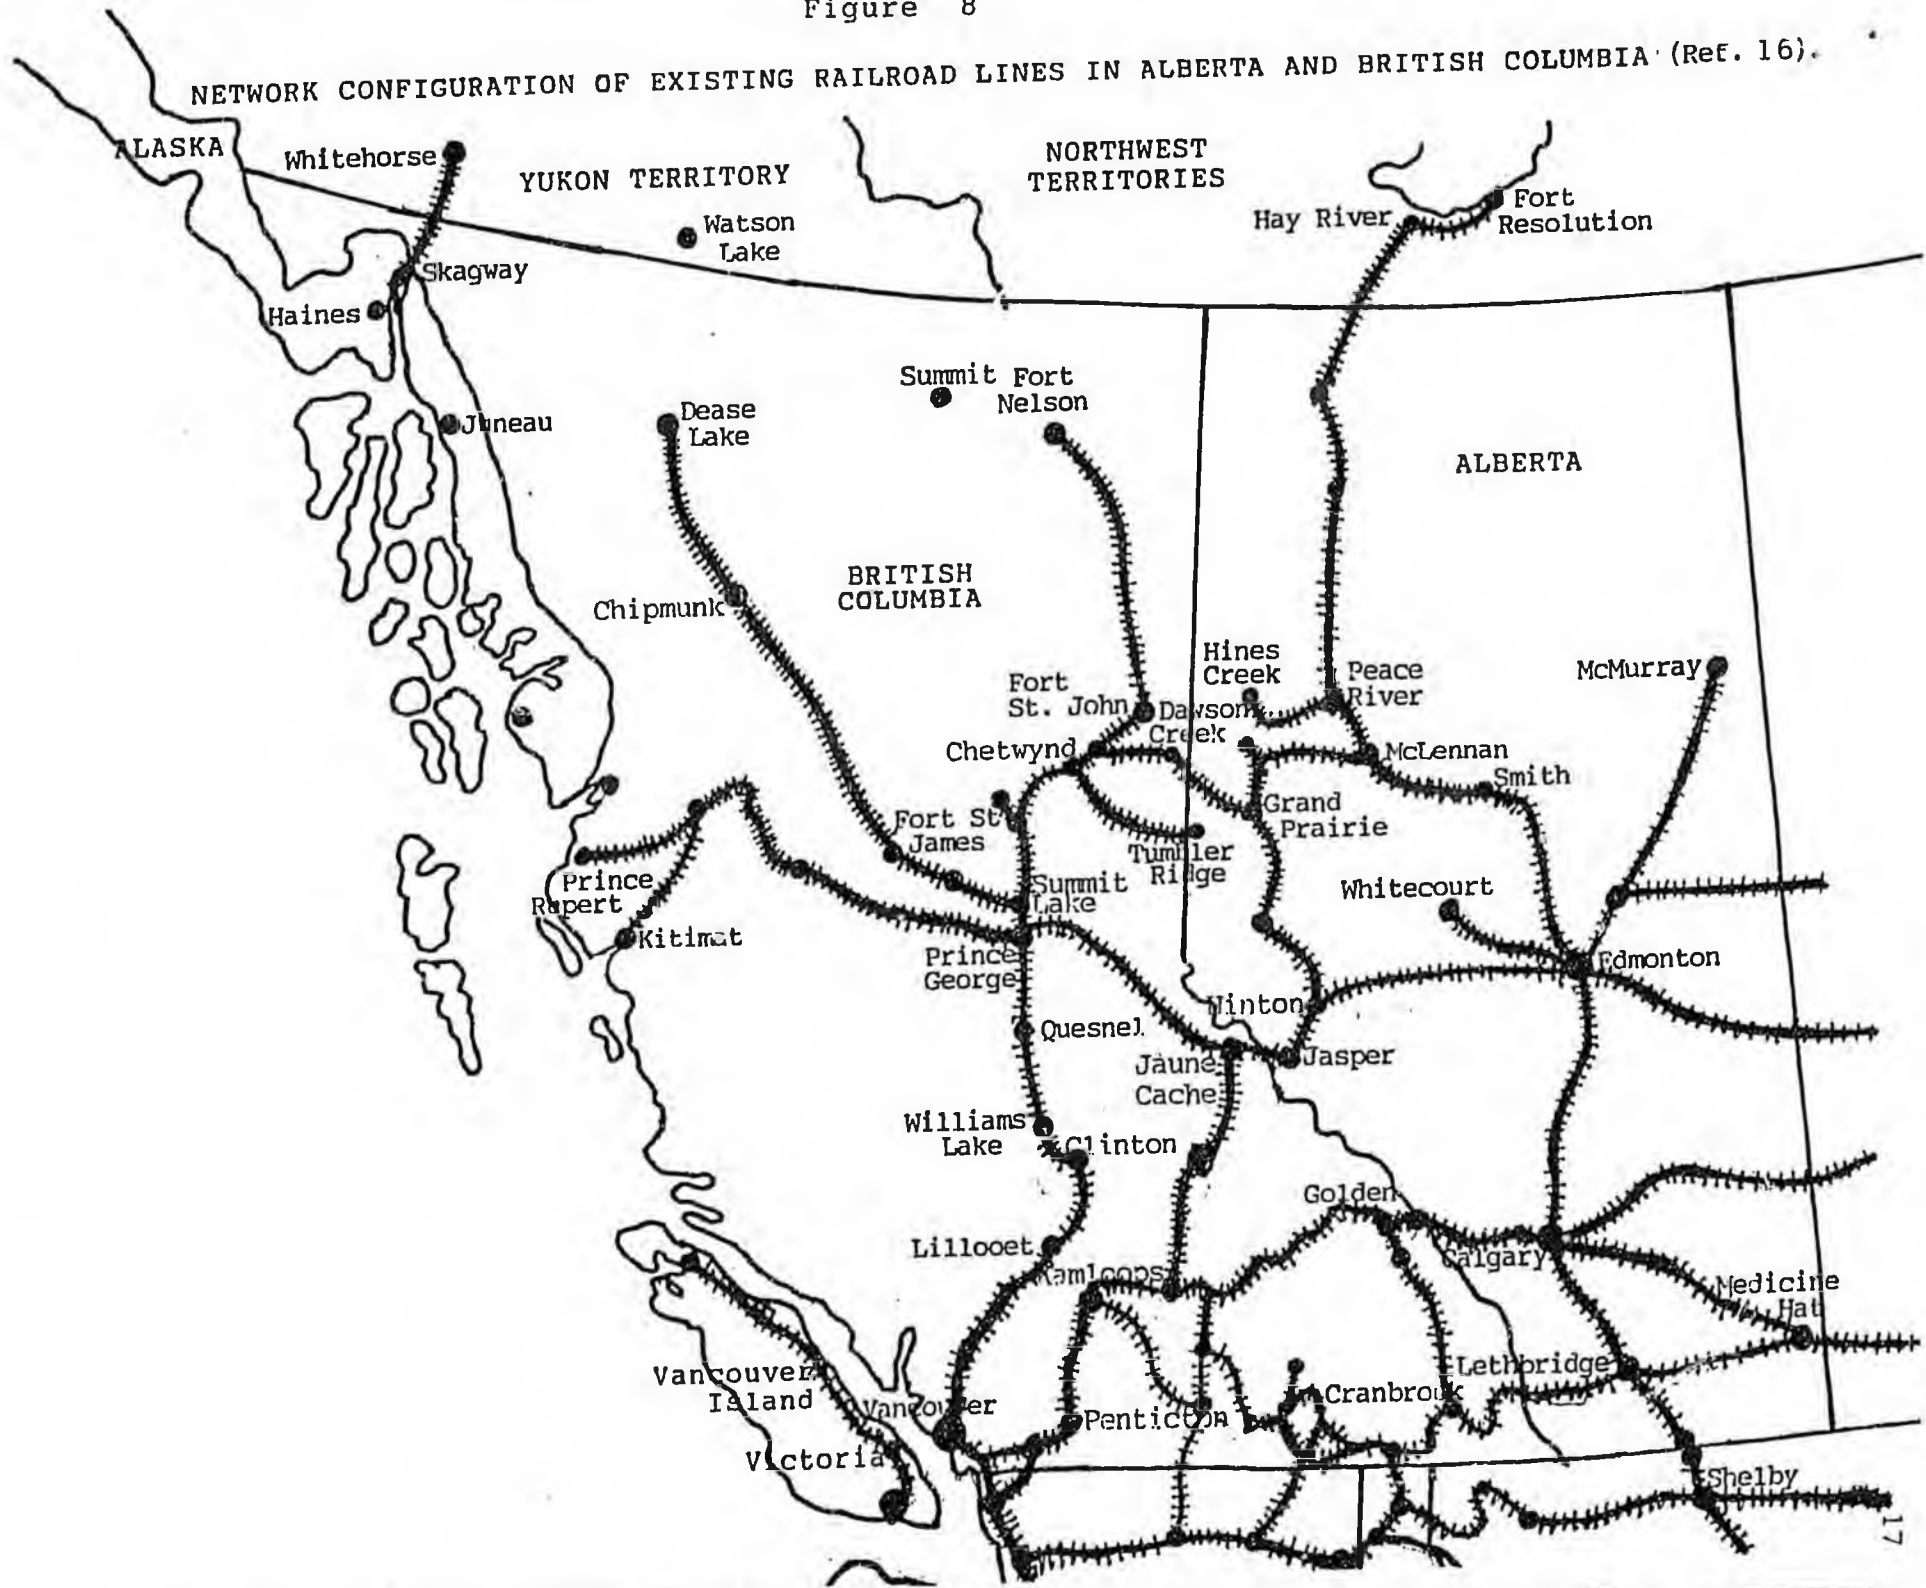 Figure 8
NETWORK CONFIGURATION OF EXISTING RAILROAD LINES IN ALBERTA AND BRITISH COLUMBIA (Ref. 16).
ALASKA
Whitehorse
YUKON TERRITORY
NORTHWEST
TERRITORIES
Watson
Lake
Hay River
Fort
Resolution
Skagway
Haines
Juneau
Dease
Lake
Summit
Fort
Nelson
ALBERTA
BRITISH
COLUMBIA
Chipmunk
Hines
Creek
Peace
River
McMurray
Fort
St. John
Dawson
Creek
Chetwynd
McLennan
Smith
Grand
Prairie
Fort St
James
Tumbler
Ridge
Summit
Lake
Whitecourt
Prince
Rupert
Kitimat
Prince
George
Edmonton
Hinton
Quesnel
Jaune
Cache
Jasper
Williams
Lake
Clinton
Golden
Lillooet
Kamloops
Calgary
Medicine
Hat
Vancouver
Island
Vancouver
Lethbridge
Cranbrook
Penticton
Victoria
Shelby
17